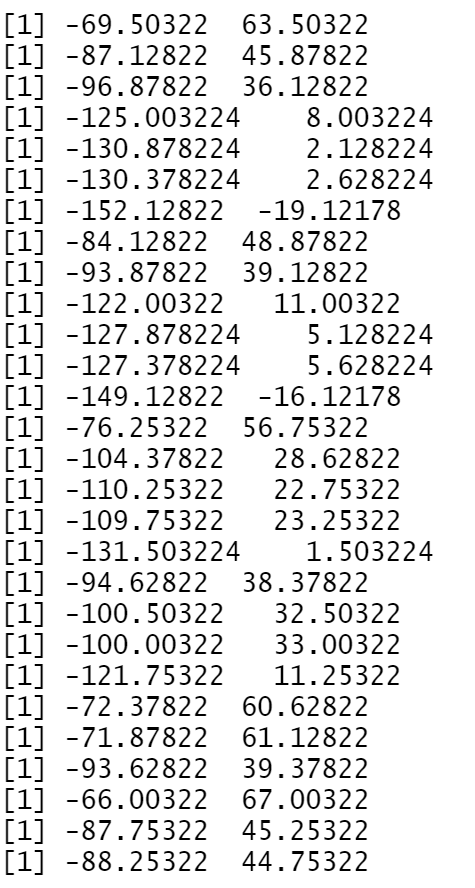 [1] -69.50322  63.50322
[1] -87.12822  45.87822
[1] -96.87822  36.12822
[1] -125.003224    8.003224
[1] -130.878224    2.128224
[1] -130.378224    2.628224
[1] -152.12822  -19.12178
[1] -84.12822  48.87822
[1] -93.87822  39.12822
[1] -122.00322   11.00322
[1] -127.878224    5.128224
[1] -127.378224    5.628224
[1] -149.12822  -16.12178
[1] -76.25322  56.75322
[1] -104.37822   28.62822
[1] -110.25322   22.75322
[1] -109.75322   23.25322
[1] -131.503224    1.503224
[1] -94.62822  38.37822
[1] -100.50322   32.50322
[1] -100.00322   33.00322
[1] -121.75322   11.25322
[1] -72.37822  60.62822
[1] -71.87822  61.12822
[1] -93.62822  39.37822
[1] -66.00322  67.00322
[1] -87.75322  45.25322
[1] -88.25322  44.75322